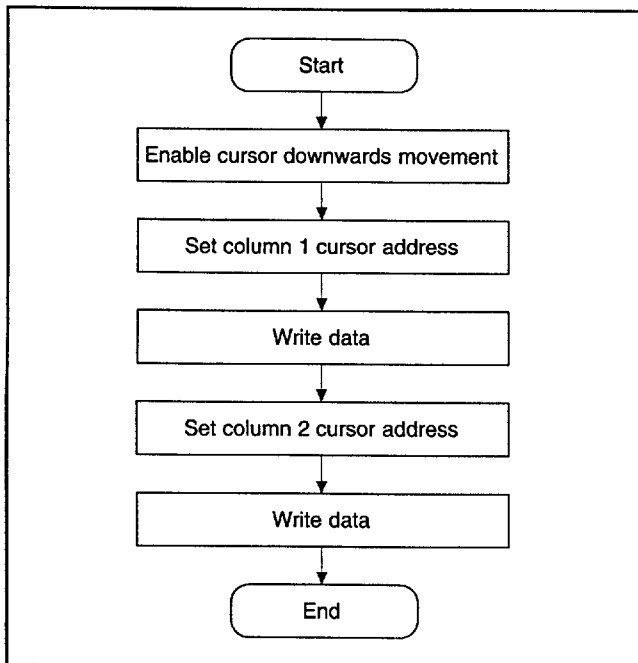 Start
Enable cursor downwards movement
Set column 1 cursor address
Write data
Set column 2 cursor address
Write data
End